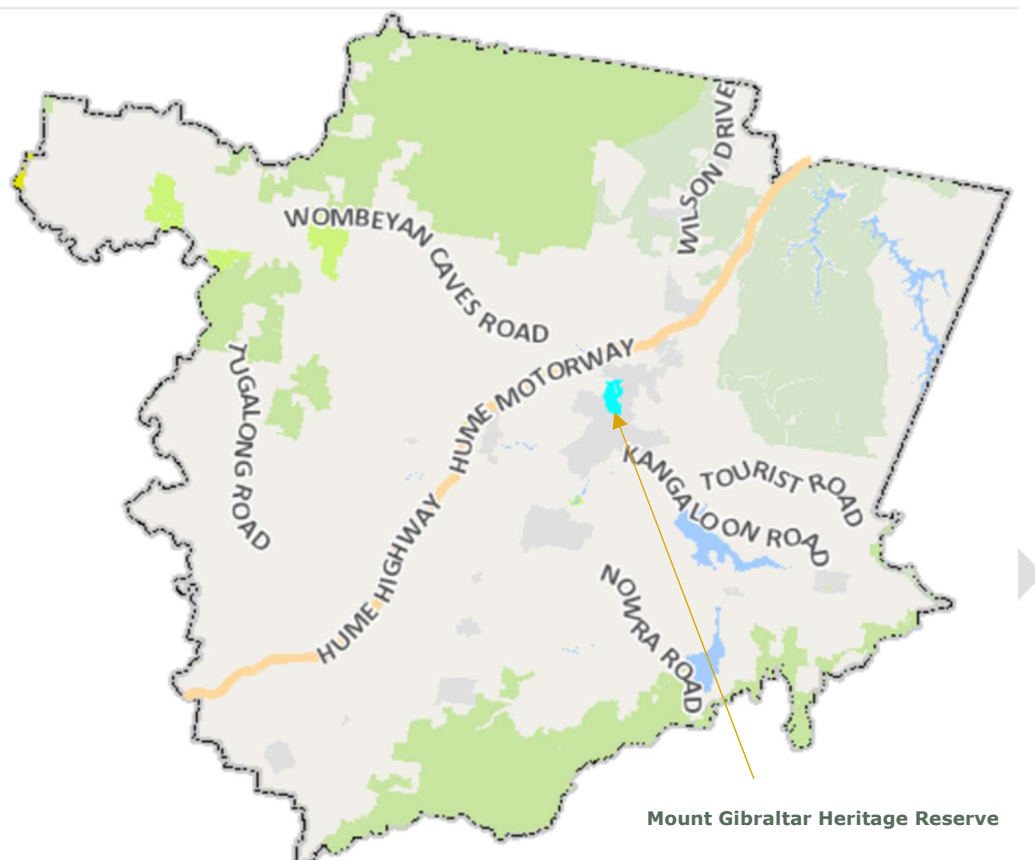 WILSON DRIVE
WOMBEYAN CAVES ROAD
TUGALONG ROAD
HUME MOTORWAY
HUME HIGHWAY
KANGALOON ROAD
TOURIST ROAD
NOWRA ROAD
Mount Gibraltar Heritage Reserve